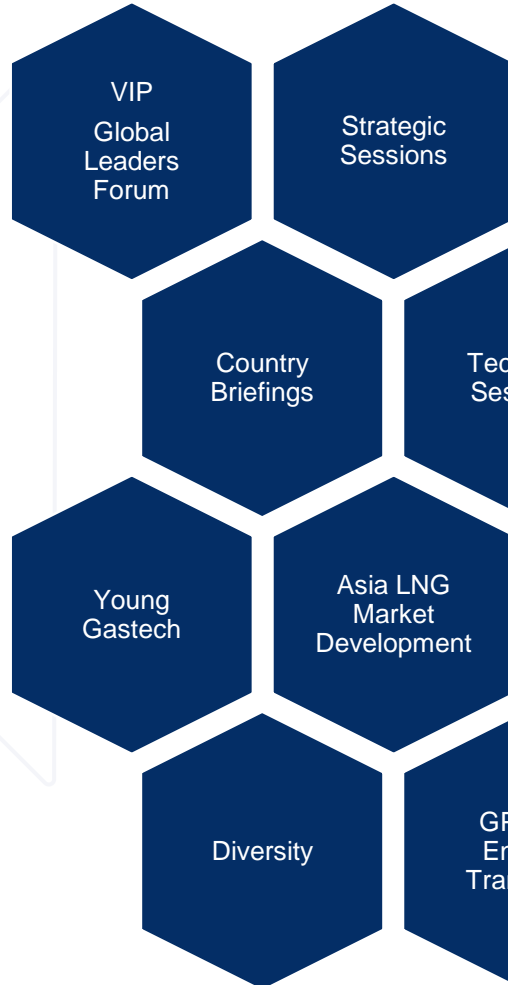 VIP
Global
Leaders
Forum
Strategic
Sessions
Country
Briefings
Young
Gastech
Asia LNG
Market
Development
Diversity